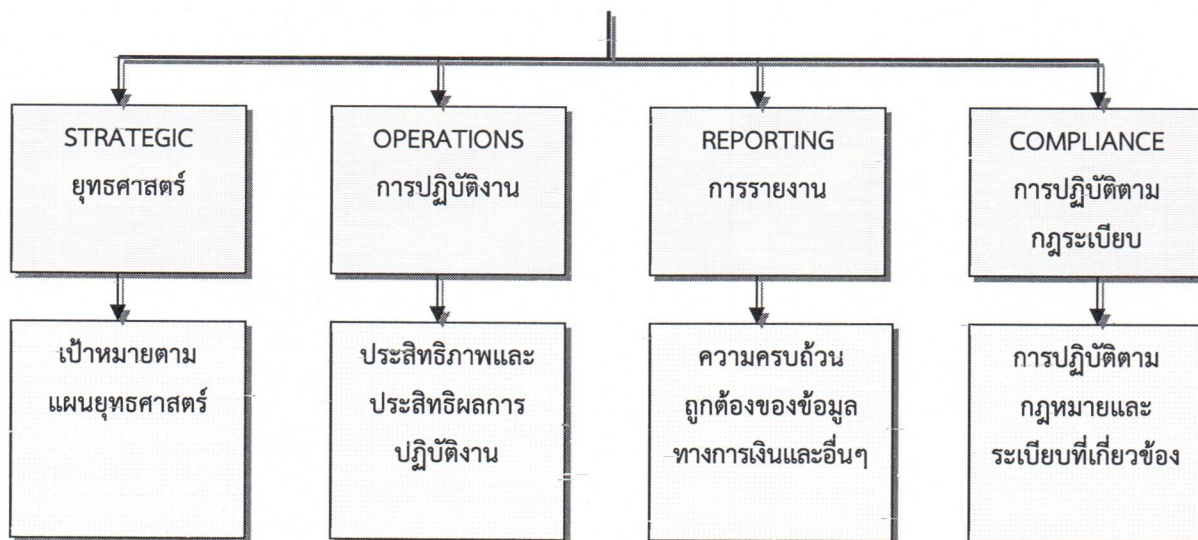 STRATEGIC
ยุทธศาสตร์
OPERATIONS
การปฏิบัติงาน
REPORTING
การรายงาน
COMPLIANCE
การปฏิบัติตาม
กฎระเบียบ
เป้าหมายตาม
แผนยุทธศาสตร์
ประสิทธิภาพและ
ประสิทธิผลการ
ปฏิบัติงาน
ความครบถ้วน
ถูกต้องของข้อมูล
ทางการเงินและอื่นๆ
การปฏิบัติตาม
กฎหมายและ
ระเบียบที่เกี่ยวข้อง